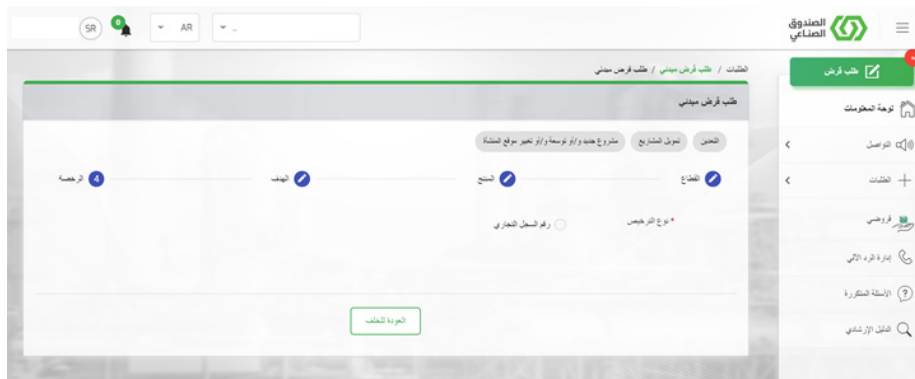 الصندوق
الصناعي
..
AR
0
SR
طلب قرض
لوحة المعلومات
التواصل
الطلبات
قروضي
إدارة الرد الآلي
الأسئلة المتكررة
الدليل الإرشادي
الطلبات / طلب قرض مبدئي / طلب قرض مبدئي
طلب قرض مبدئي
التعدين تمويل المشاريع مشروع جديد و/أو توسعة و/أو تغيير موقع المنشأة
القطاع المنتج الهدف 4 الرخصة
* نوع الترخيص رقم السجل التجاري
العودة للخلف